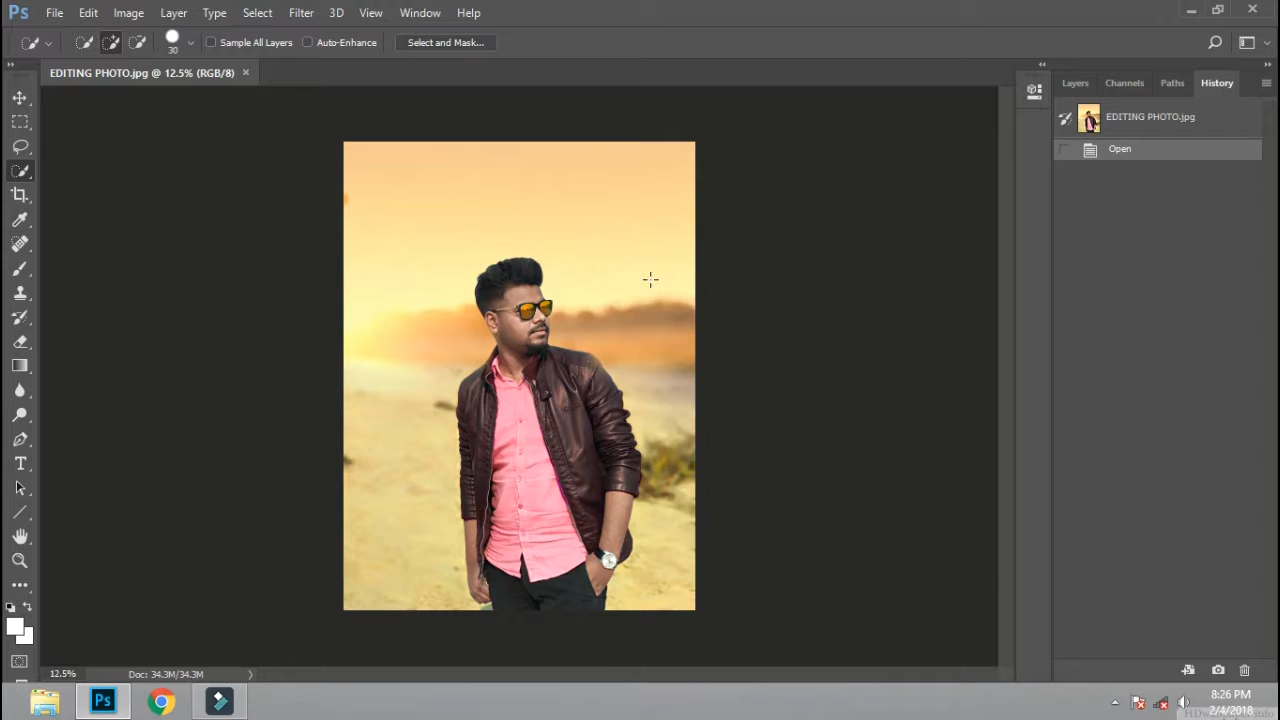 Ps File Edit Image Layer Type Select Filter 3D View Window Help
30 Sample All Layers Auto-Enhance Select and Mask...
EDITING PHOTO.jpg @ 12.5% (RGB/8) ×
Layers Channels Paths History
EDITING PHOTO.jpg
Open
12.5% Doc: 34.3M/34.3M
Ps
8:26 PM
2/4/2018